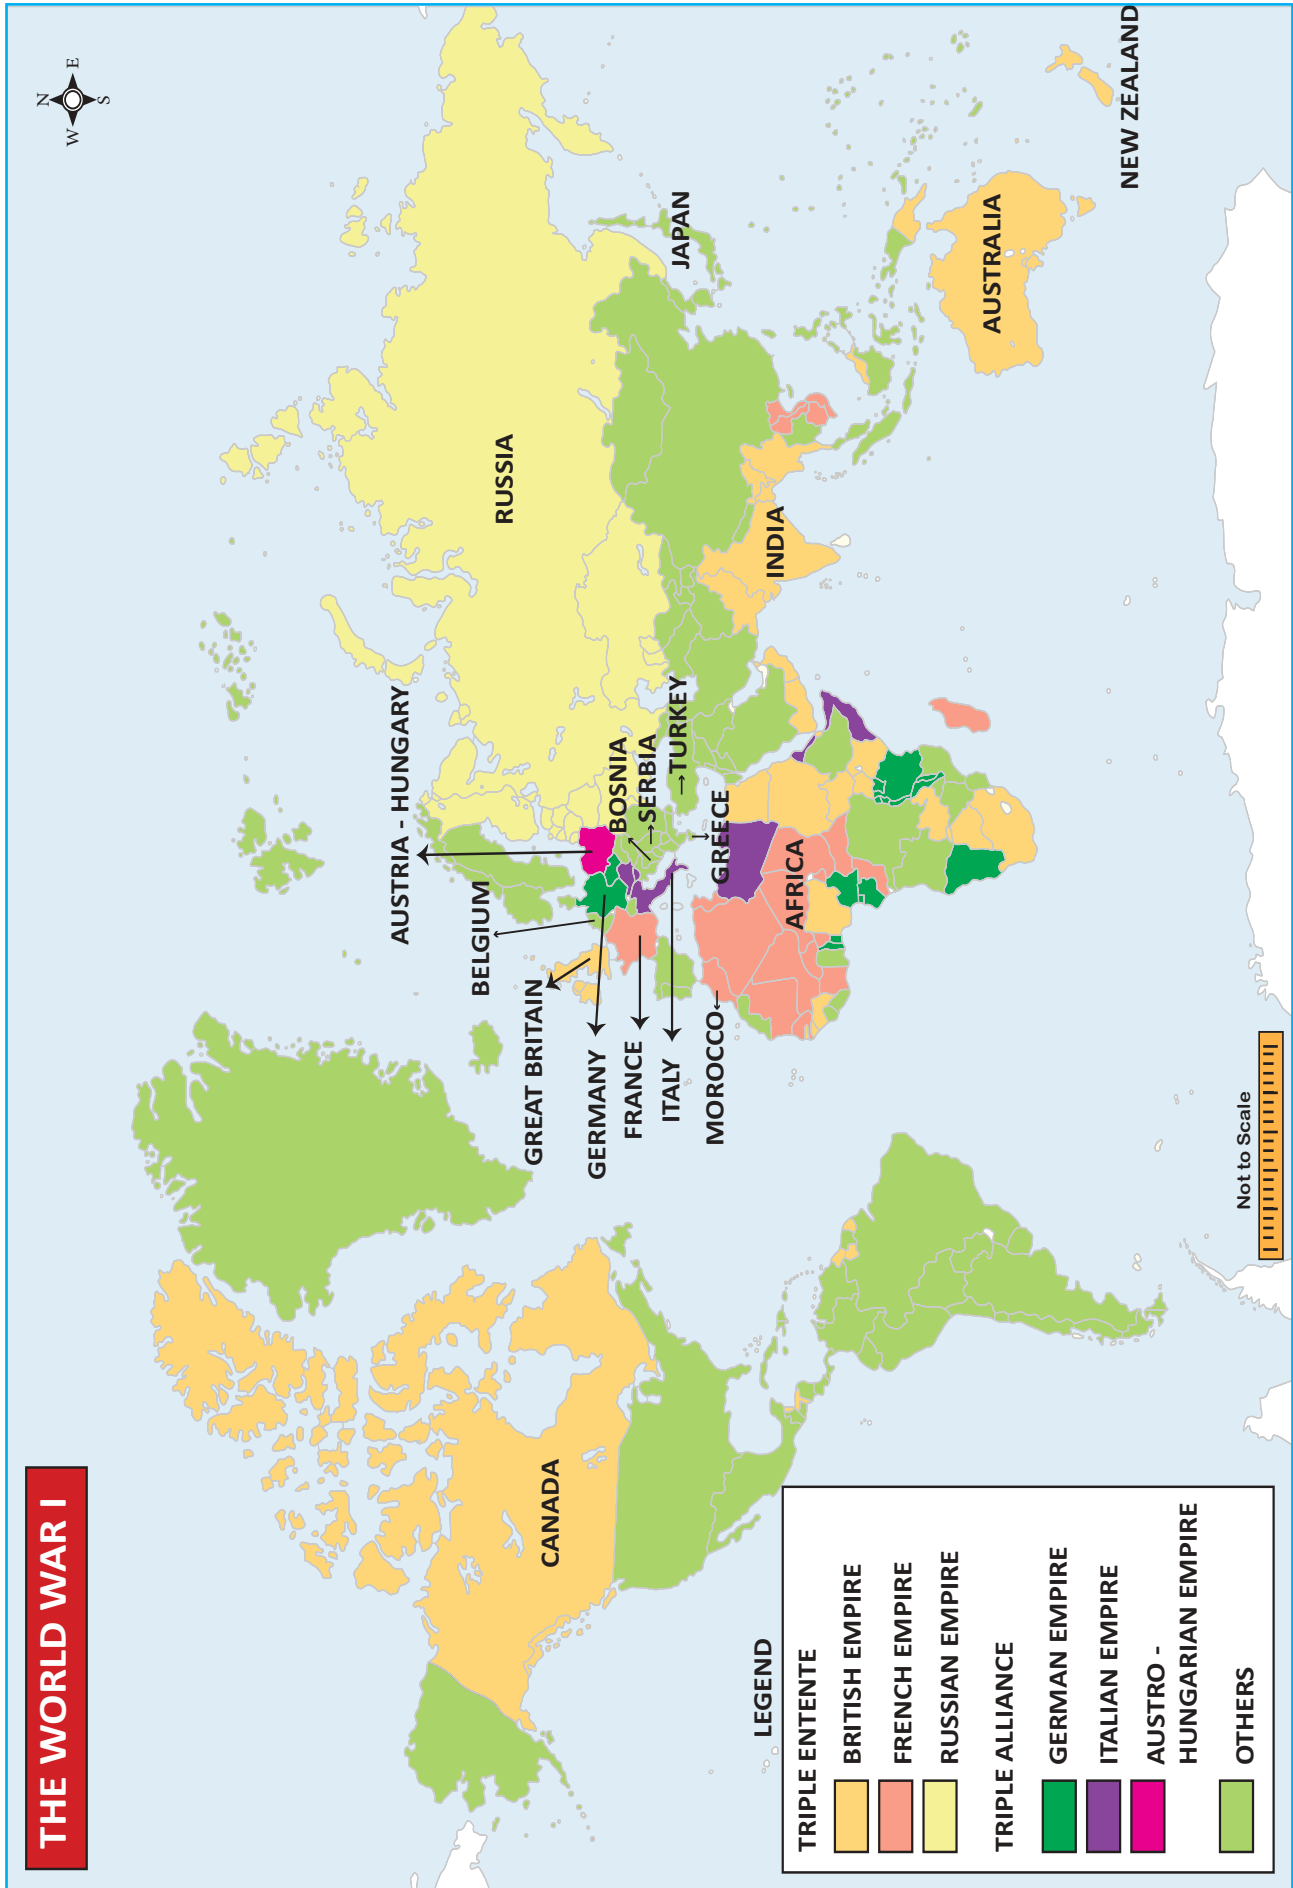 THE WORLD WAR I
N
W
E
S
RUSSIA
JAPAN
NEW ZEALAND
AUSTRALIA
INDIA
AUSTRIA - HUNGARY
BELGIUM
GREAT BRITAIN
GERMANY
FRANCE
ITALY
MOROCCO
BOSNIA
SERBIA
TURKEY
GREECE
AFRICA
CANADA
LEGEND
TRIPLE ENTENTE
BRITISH EMPIRE
FRENCH EMPIRE
RUSSIAN EMPIRE
TRIPLE ALLIANCE
GERMAN EMPIRE
ITALIAN EMPIRE
AUSTRO -
HUNGARIAN EMPIRE
OTHERS
Not to Scale